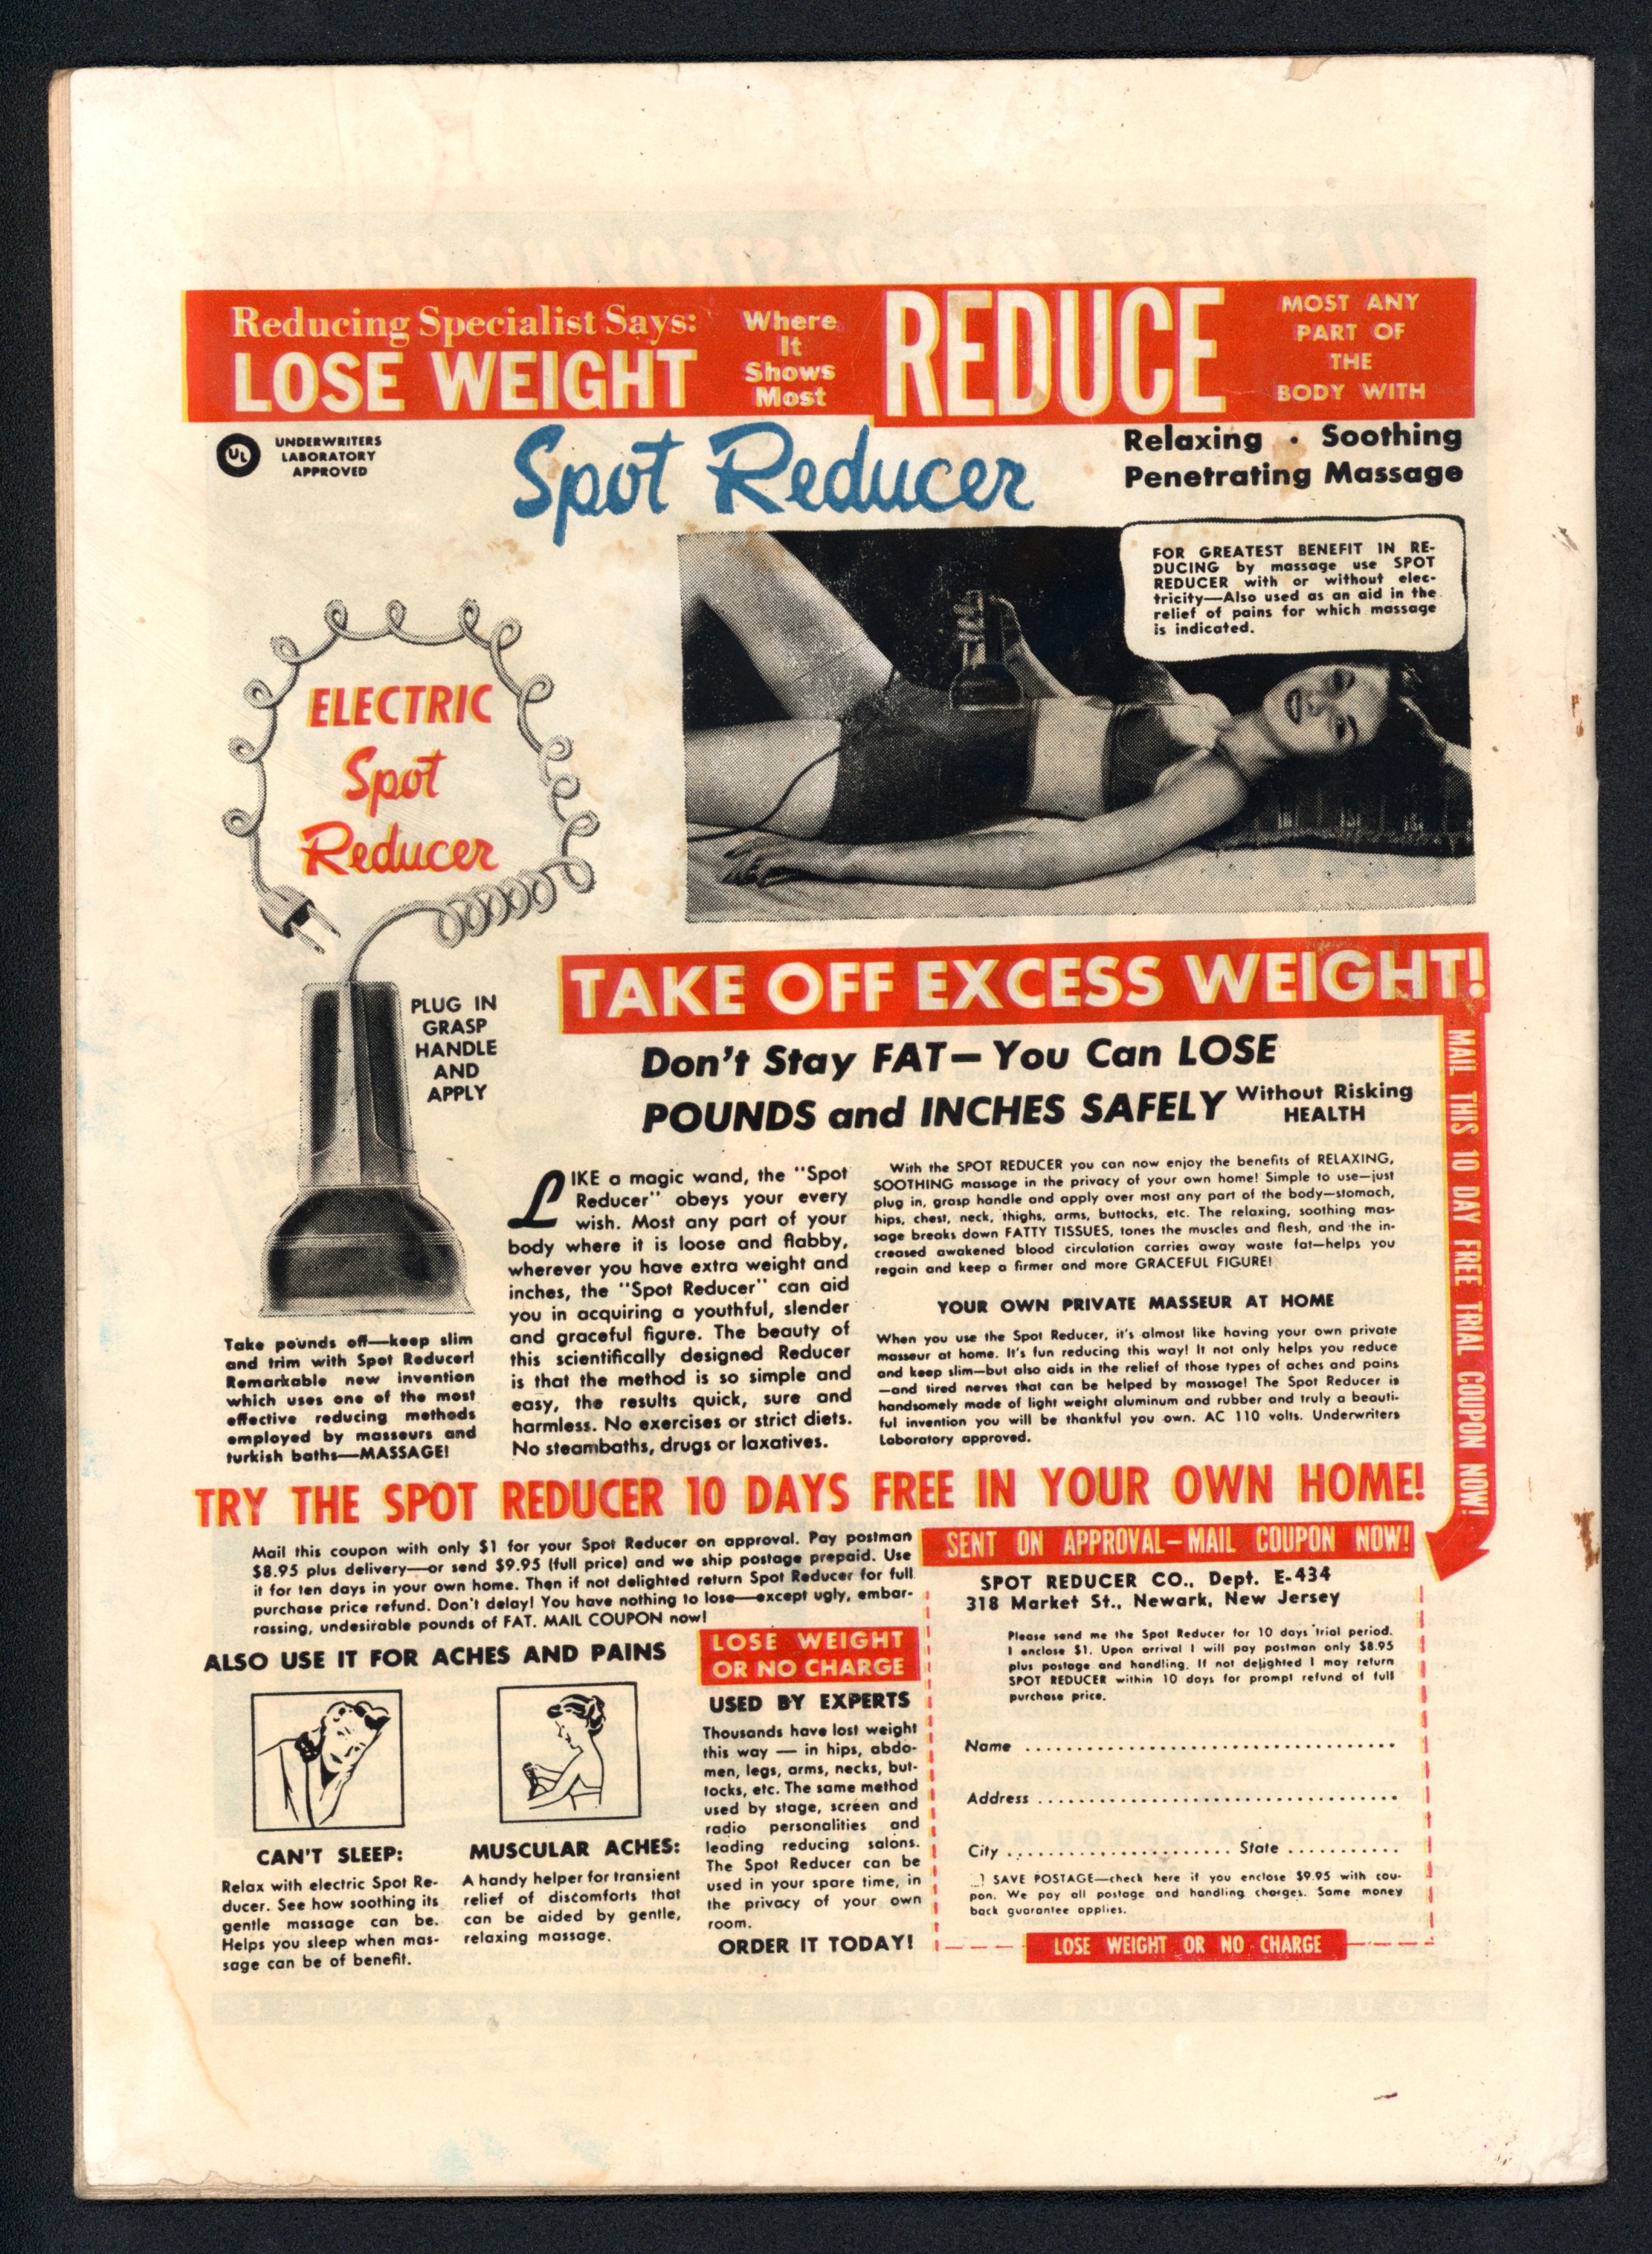 Reducing Specialist Says:
LOSE WEIGHT
Where
It
Shows
Most
REDUCE
MOST ANY
PART OF
THE
BODY WITH
UL
UNDERWRITERS
LABORATORY
APPROVED
Spot Reducer
Relaxing · Soothing
Penetrating Massage
FOR GREATEST BENEFIT IN RE-
DUCING by massage use SPOT
REDUCER with or without elec-
tricity—Also used as an aid in the
relief of pains for which massage
is indicated.
ELECTRIC
Spot
Reducer
PLUG IN
GRASP
HANDLE
AND
APPLY
TAKE OFF EXCESS WEIGHT!
Don't Stay FAT—You Can LOSE
POUNDS and INCHES SAFELY Without Risking
HEALTH
MAIL THIS 10 DAY FREE TRIAL COUPON NOW!
Take pounds off—keep slim
and trim with Spot Reducer!
Remarkable new invention
which uses one of the most
effective reducing methods
employed by masseurs and
turkish baths—MASSAGE!
LIKE a magic wand, the "Spot
Reducer" obeys your every
wish. Most any part of your
body where it is loose and flabby,
wherever you have extra weight and
inches, the "Spot Reducer" can aid
you in acquiring a youthful, slender
and graceful figure. The beauty of
this scientifically designed Reducer
is that the method is so simple and
easy, the results quick, sure and
harmless. No exercises or strict diets.
No steambaths, drugs or laxatives.
With the SPOT REDUCER you can now enjoy the benefits of RELAXING,
SOOTHING massage in the privacy of your own home! Simple to use—just
plug in, grasp handle and apply over most any part of the body—stomach,
hips, chest, neck, thighs, arms, buttocks, etc. The relaxing, soothing mas-
sage breaks down FATTY TISSUES, tones the muscles and flesh, and the in-
creased awakened blood circulation carries away waste fat—helps you
regain and keep a firmer and more GRACEFUL FIGURE!
YOUR OWN PRIVATE MASSEUR AT HOME
When you use the Spot Reducer, it's almost like having your own private
masseur at home. It's fun reducing this way! It not only helps you reduce
and keep slim—but also aids in the relief of those types of aches and pains
—and tired nerves that can be helped by massage! The Spot Reducer is
handsomely made of light weight aluminum and rubber and truly a beauti-
ful invention you will be thankful you own. AC 110 volts. Underwriters
Laboratory approved.
TRY THE SPOT REDUCER 10 DAYS FREE IN YOUR OWN HOME!
Mail this coupon with only $1 for your Spot Reducer on approval. Pay postman
$8.95 plus delivery—or send $9.95 (full price) and we ship postage prepaid. Use
it for ten days in your own home. Then if not delighted return Spot Reducer for full
purchase price refund. Don't delay! You have nothing to lose—except ugly, embar-
rassing, undesirable pounds of FAT. MAIL COUPON now!
ALSO USE IT FOR ACHES AND PAINS
CAN'T SLEEP:
Relax with electric Spot Re-
ducer. See how soothing its
gentle massage can be.
Helps you sleep when mas-
sage can be of benefit.
MUSCULAR ACHES:
A handy helper for transient
relief of discomforts that
can be aided by gentle,
relaxing massage.
LOSE WEIGHT
OR NO CHARGE
USED BY EXPERTS
Thousands have lost weight
this way — in hips, abdo-
men, legs, arms, necks, but-
tocks, etc. The same method
used by stage, screen and
radio personalities and
leading reducing salons.
The Spot Reducer can be
used in your spare time, in
the privacy of your own
room.
ORDER IT TODAY!
SENT ON APPROVAL—MAIL COUPON NOW!
SPOT REDUCER CO., Dept. E-434
318 Market St., Newark, New Jersey
Please send me the Spot Reducer for 10 days trial period.
I enclose $1. Upon arrival I will pay postman only $8.95
plus postage and handling. If not delighted I may return
SPOT REDUCER within 10 days for prompt refund of full
purchase price.
Name
Address
City State
SAVE POSTAGE—check here if you enclose $9.95 with cou-
pon. We pay all postage and handling charges. Same money
back guarantee applies.
LOSE WEIGHT OR NO CHARGE